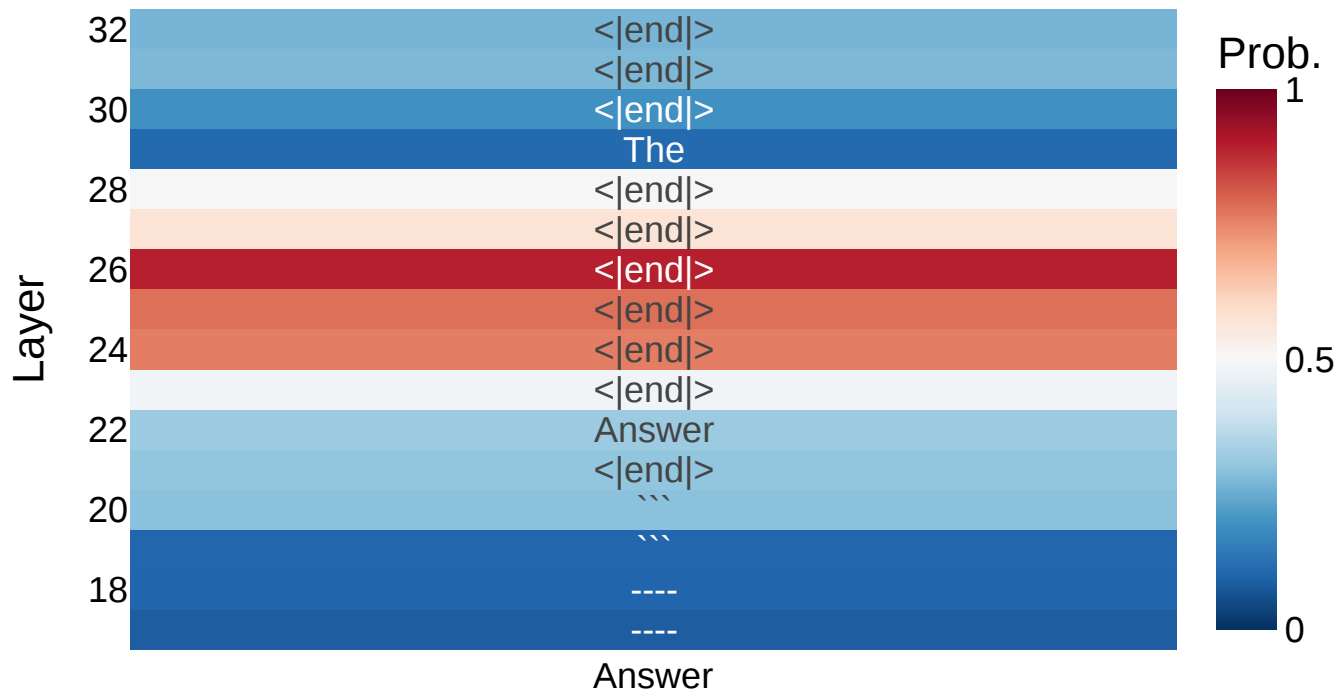 32 <|end|>
Prob.
<|end|>
1
30 <|end|>
The
28 <|end|>
<|end|>
26 <|end|>
Layer
<|end|>
24 <|end|>
0.5
<|end|>
22 Answer
<|end|>
20 ```
```
18 ----
----
0
Answer